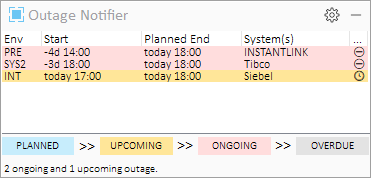 Outage Notifier
Env Start Planned End System(s) ...
PRE -4d 14:00 today 18:00 INSTANTLINK
SYS2 -3d 18:00 today 18:00 Tibco
INT today 17:00 today 18:00 Siebel
PLANNED >> UPCOMING >> ONGOING >> OVERDUE
2 ongoing and 1 upcoming outage.